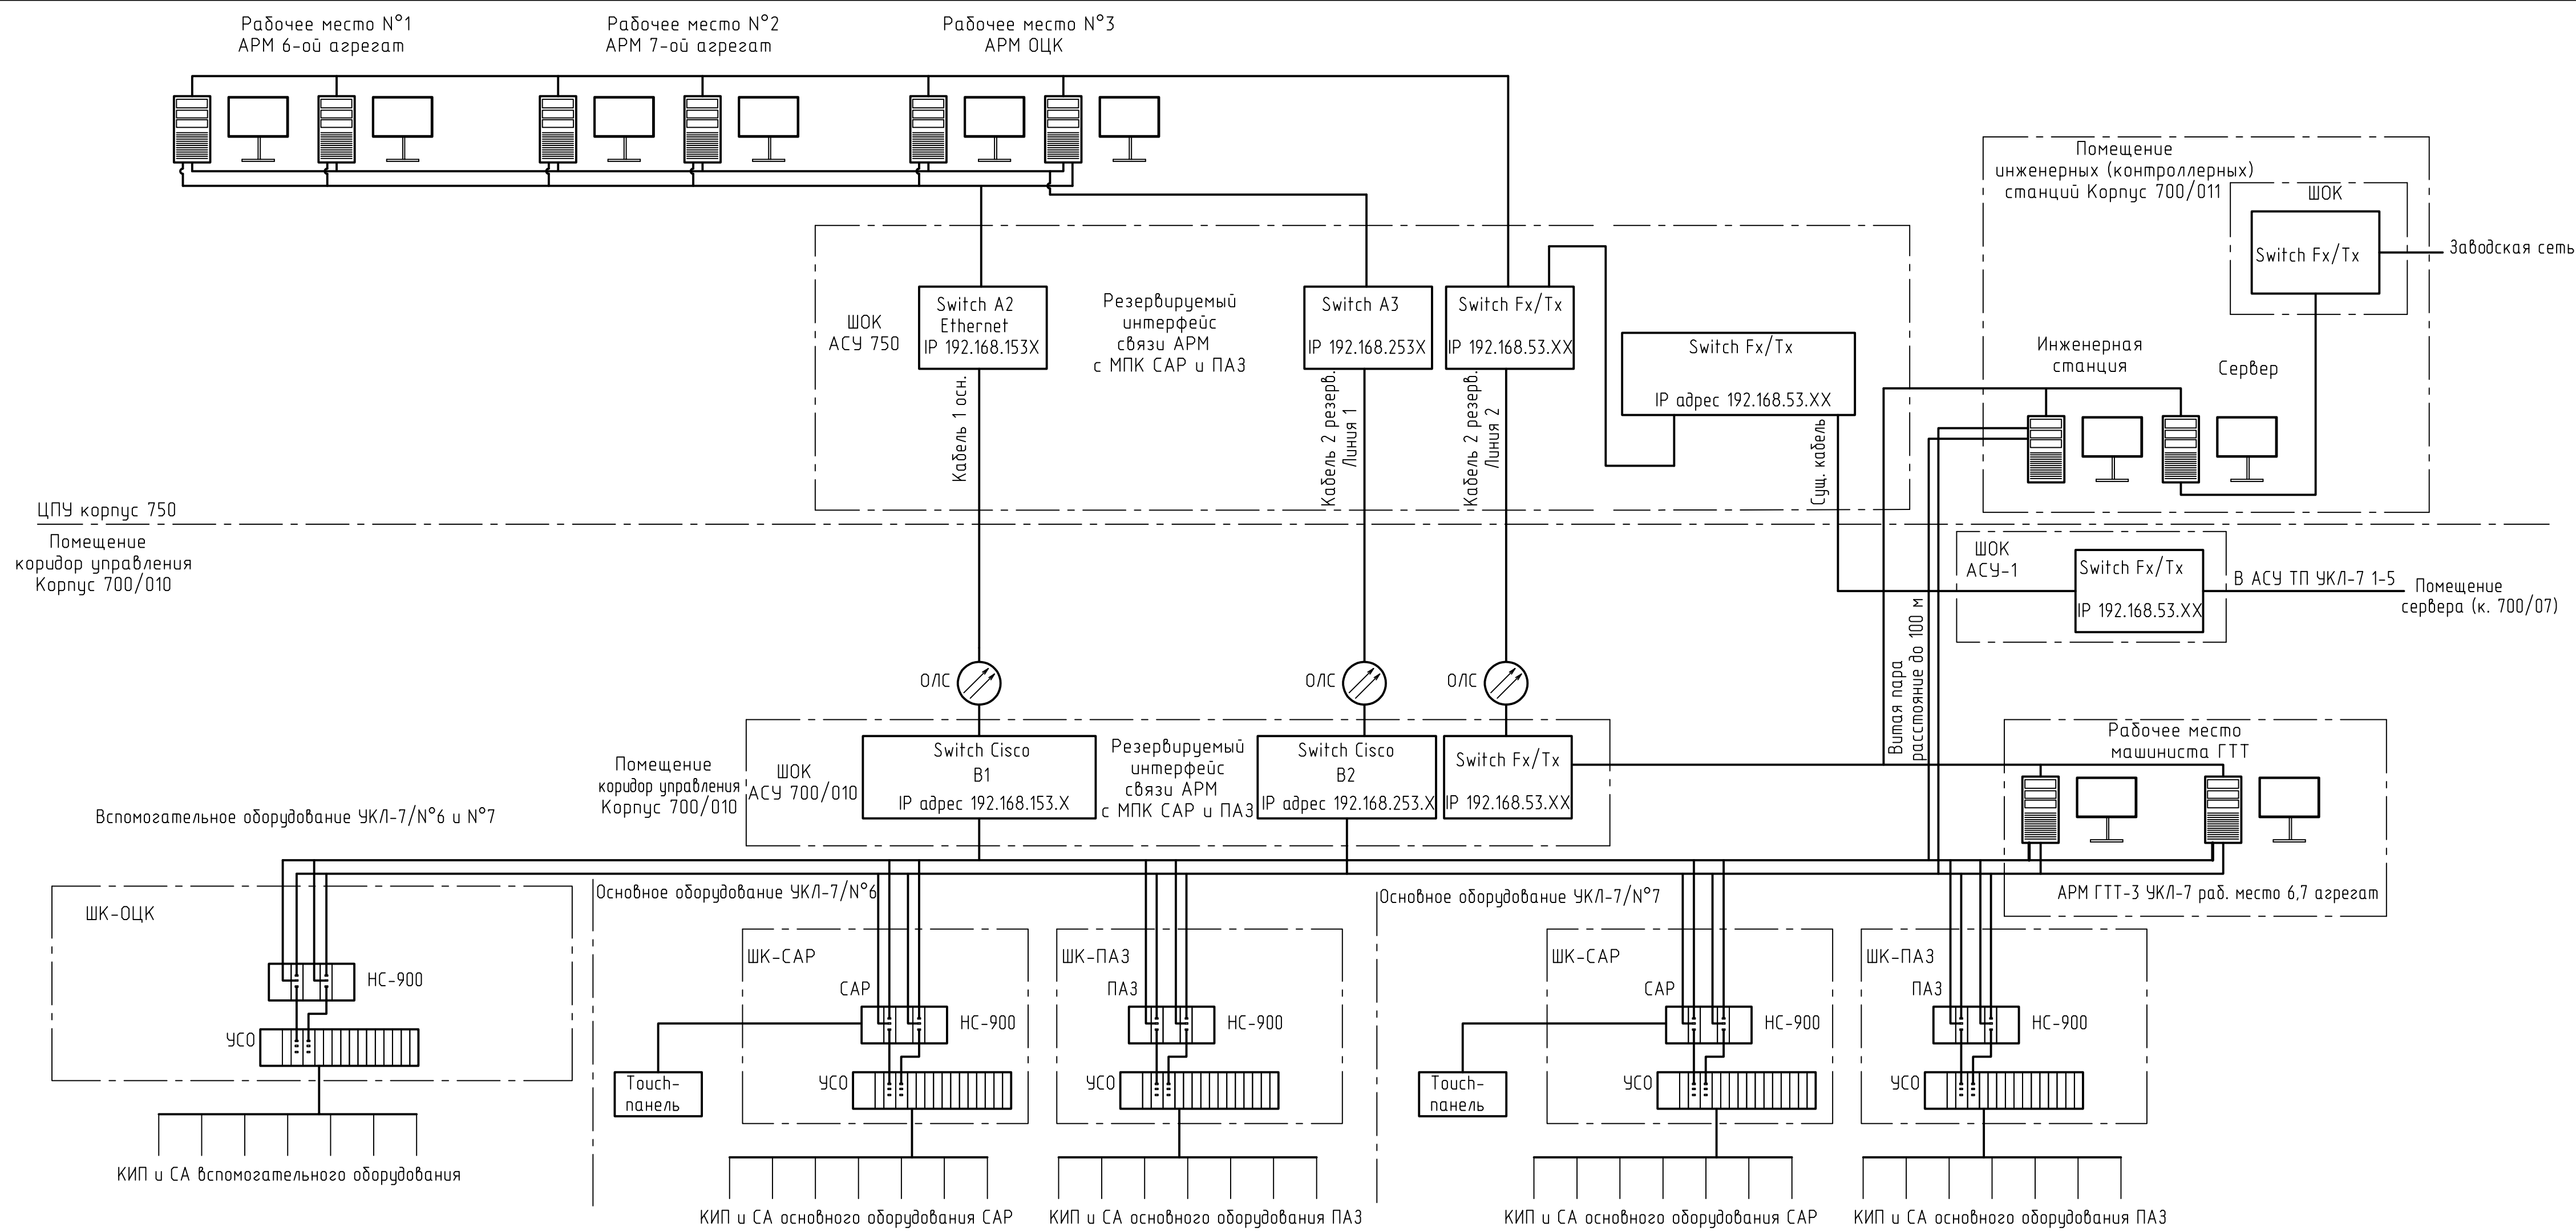 Рабочее место N°1
АРМ 6-ой агрегат
Рабочее место N°2
АРМ 7-ой агрегат
Рабочее место N°3
АРМ ОЦК
Помещение
инженерных (контроллерных)
станций Корпус 700/011
ШОК
Switch Fx/Tx
Заводская сеть
Инженерная
станция
Сервер
ШОК
АСУ 750
Switch A2
Ethernet
IP 192.168.153X
Резервируемый
интерфейс
связи АРМ
с МПК САР и ПАЗ
Switch A3
IP 192.168.253X
Switch Fx/Tx
IP 192.168.53.XX
Switch Fx/Tx
IP адрес 192.168.53.XX
Кабель 1 осн.
Кабель 2 резерв.
Линия 1
Кабель 2 резерв.
Линия 2
Сущ. кабель
ЦПУ корпус 750
Помещение
коридор управления
Корпус 700/010
ШОК
АСУ-1
Switch Fx/Tx
IP 192.168.53.XX
В АСУ ТП УКЛ-7 1-5
Помещение
сервера (к. 700/07)
Витая пара
расстояние до 100 м
ОЛС
ОЛС
ОЛС
Помещение
коридор управления
Корпус 700/010
ШОК
АСУ 700/010
Switch Cisco
B1
IP адрес 192.168.153.X
Резервируемый
интерфейс
связи АРМ
с МПК САР и ПАЗ
Switch Cisco
B2
IP адрес 192.168.253.X
Switch Fx/Tx
IP 192.168.53.XX
Рабочее место
машиниста ГТТ
АРМ ГТТ-3 УКЛ-7 раб. место 6,7 агрегат
Вспомогательное оборудование УКЛ-7/N°6 и N°7
Основное оборудование УКЛ-7/N°6
Основное оборудование УКЛ-7/N°7
ШК-ОЦК
НС-900
УСО
КИП и СА вспомогательного оборудования
ШК-САР
САР
НС-900
УСО
Touch-
панель
КИП и СА основного оборудования САР
ШК-ПАЗ
ПАЗ
НС-900
УСО
КИП и СА основного оборудования ПАЗ
ШК-САР
САР
НС-900
УСО
Touch-
панель
КИП и СА основного оборудования САР
ШК-ПАЗ
ПАЗ
НС-900
УСО
КИП и СА основного оборудования ПАЗ